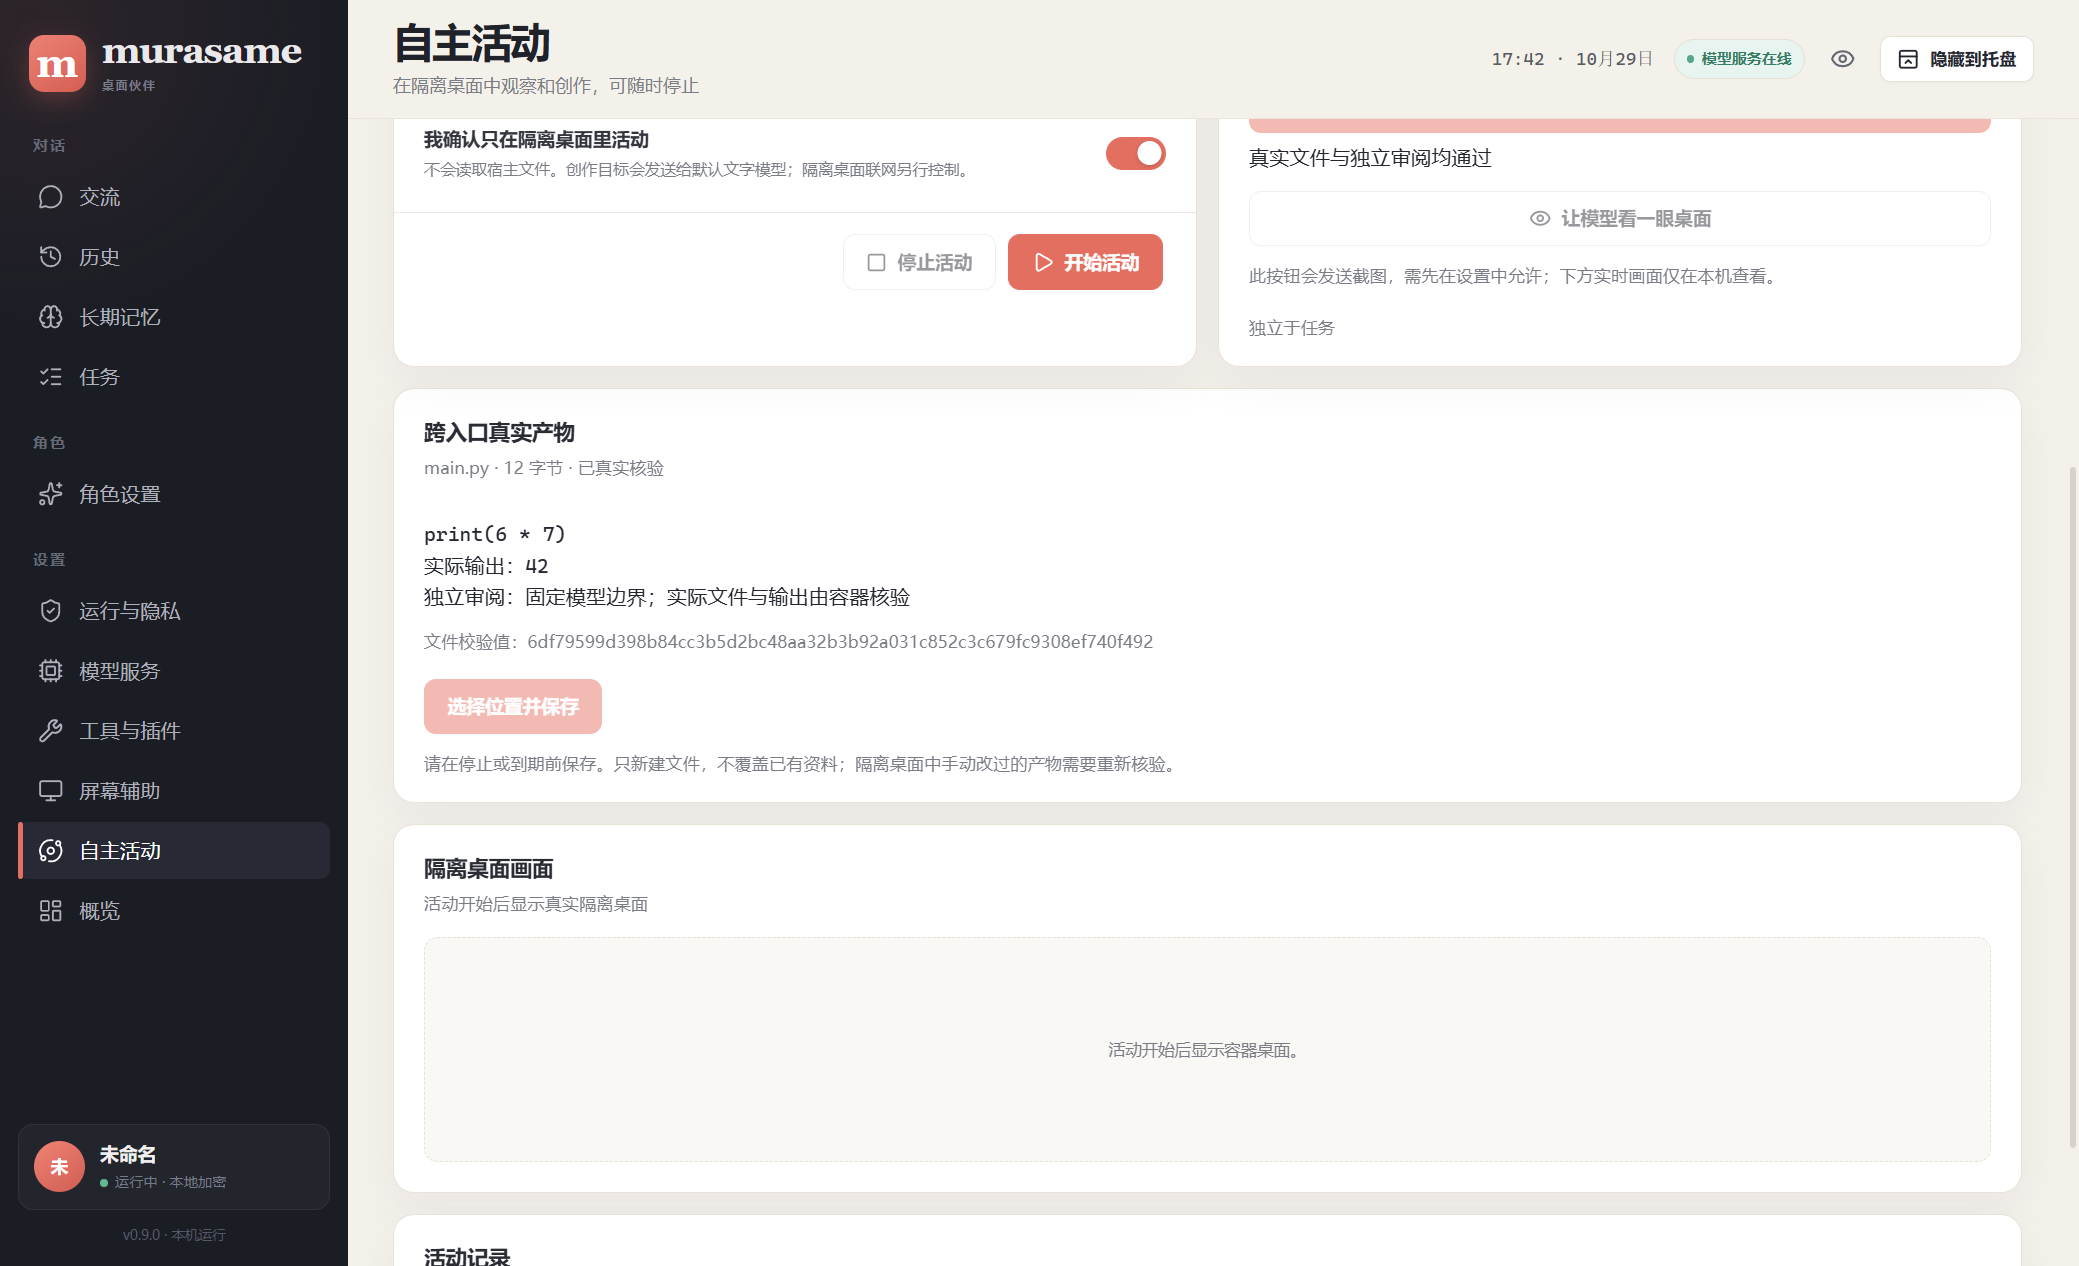 m
murasame
桌面伙伴
对话
交流
历史
长期记忆
任务
角色
角色设置
设置
运行与隐私
模型服务
工具与插件
屏幕辅助
自主活动
概览
未
未命名
运行中 · 本地加密
v0.9.0 · 本机运行
自主活动
在隔离桌面中观察和创作，可随时停止
17:42 · 10月29日
模型服务在线
隐藏到托盘
我确认只在隔离桌面里活动
不会读取宿主文件。创作目标会发送给默认文字模型；隔离桌面联网另行控制。
停止活动
开始活动
真实文件与独立审阅均通过
让模型看一眼桌面
此按钮会发送截图，需先在设置中允许；下方实时画面仅在本机查看。
独立于任务
跨入口真实产物
main.py · 12 字节 · 已真实核验
print(6 * 7)
实际输出：42
独立审阅：固定模型边界；实际文件与输出由容器核验
文件校验值：6df79599d398b84cc3b5d2bc48aa32b3b92a031c852c3c679fc9308ef740f492
选择位置并保存
请在停止或到期前保存。只新建文件，不覆盖已有资料；隔离桌面中手动改过的产物需要重新核验。
隔离桌面画面
活动开始后显示真实隔离桌面
活动开始后显示容器桌面。
活动记录